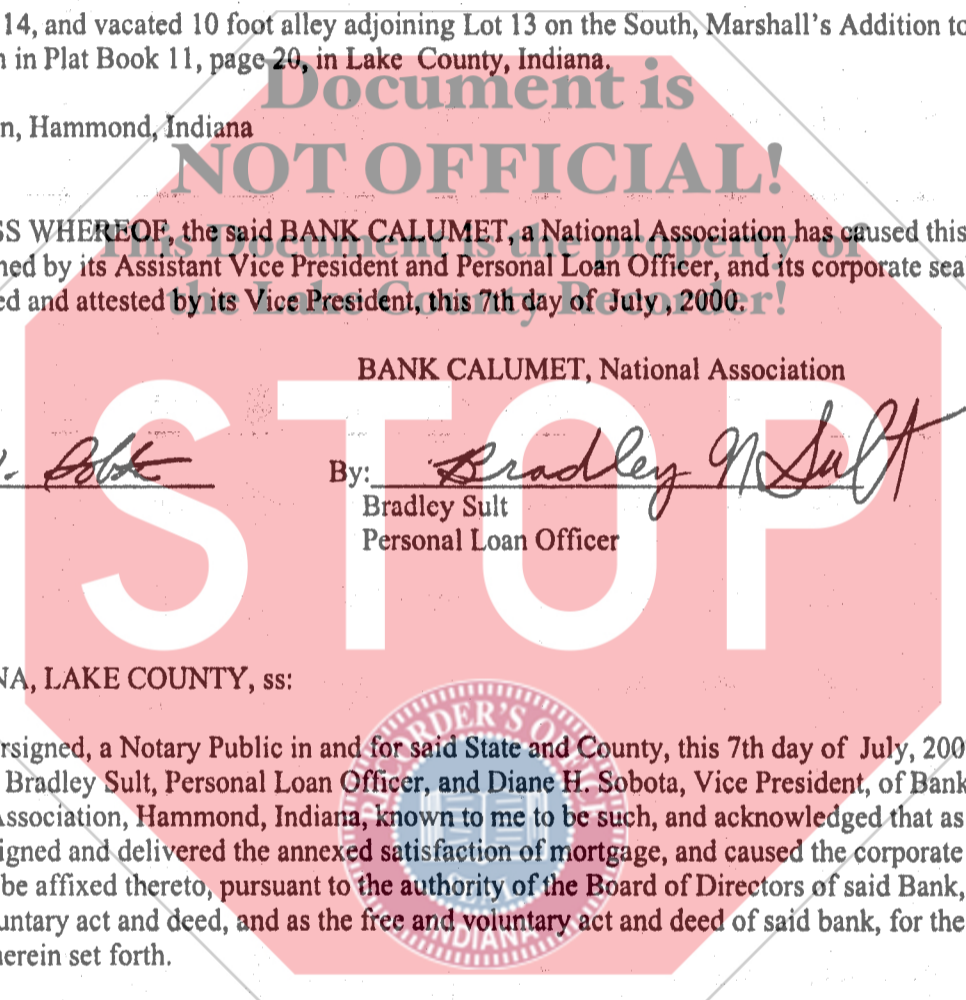 14, and vacated 10 foot alley adjoining Lot 13 on the South, Marshall's Addition to
in Plat Book 11, page 20, in Lake County, Indiana.
Document is
n, Hammond, Indiana
NOT OFFICIAL!
SS WHEREOF, the said BANK CALUMET, a National Association has caused this
This Document is the property of
ned by its Assistant Vice President and Personal Loan Officer, and its corporate sea
ed and attested by its Vice President, this 7th day of July , 2000.
the Lake County Recorder!
BANK CALUMET, National Association
STOP
By: Bradley N Sult
Bradley Sult
Personal Loan Officer
NA, LAKE COUNTY, ss:
RECORDER'S OFFICE
rsigned, a Notary Public in and for said State and County, this 7th day of July, 200
Bradley Sult, Personal Loan Officer, and Diane H. Sobota, Vice President, of Bank
Association, Hammond, Indiana, known to me to be such, and acknowledged that as
igned and delivered the annexed satisfaction of mortgage, and caused the corporate
be affixed thereto, pursuant to the authority of the Board of Directors of said Bank,
untary act and deed, and as the free and voluntary act and deed of said bank, for the
SEAL
INDIANA
herein set forth.